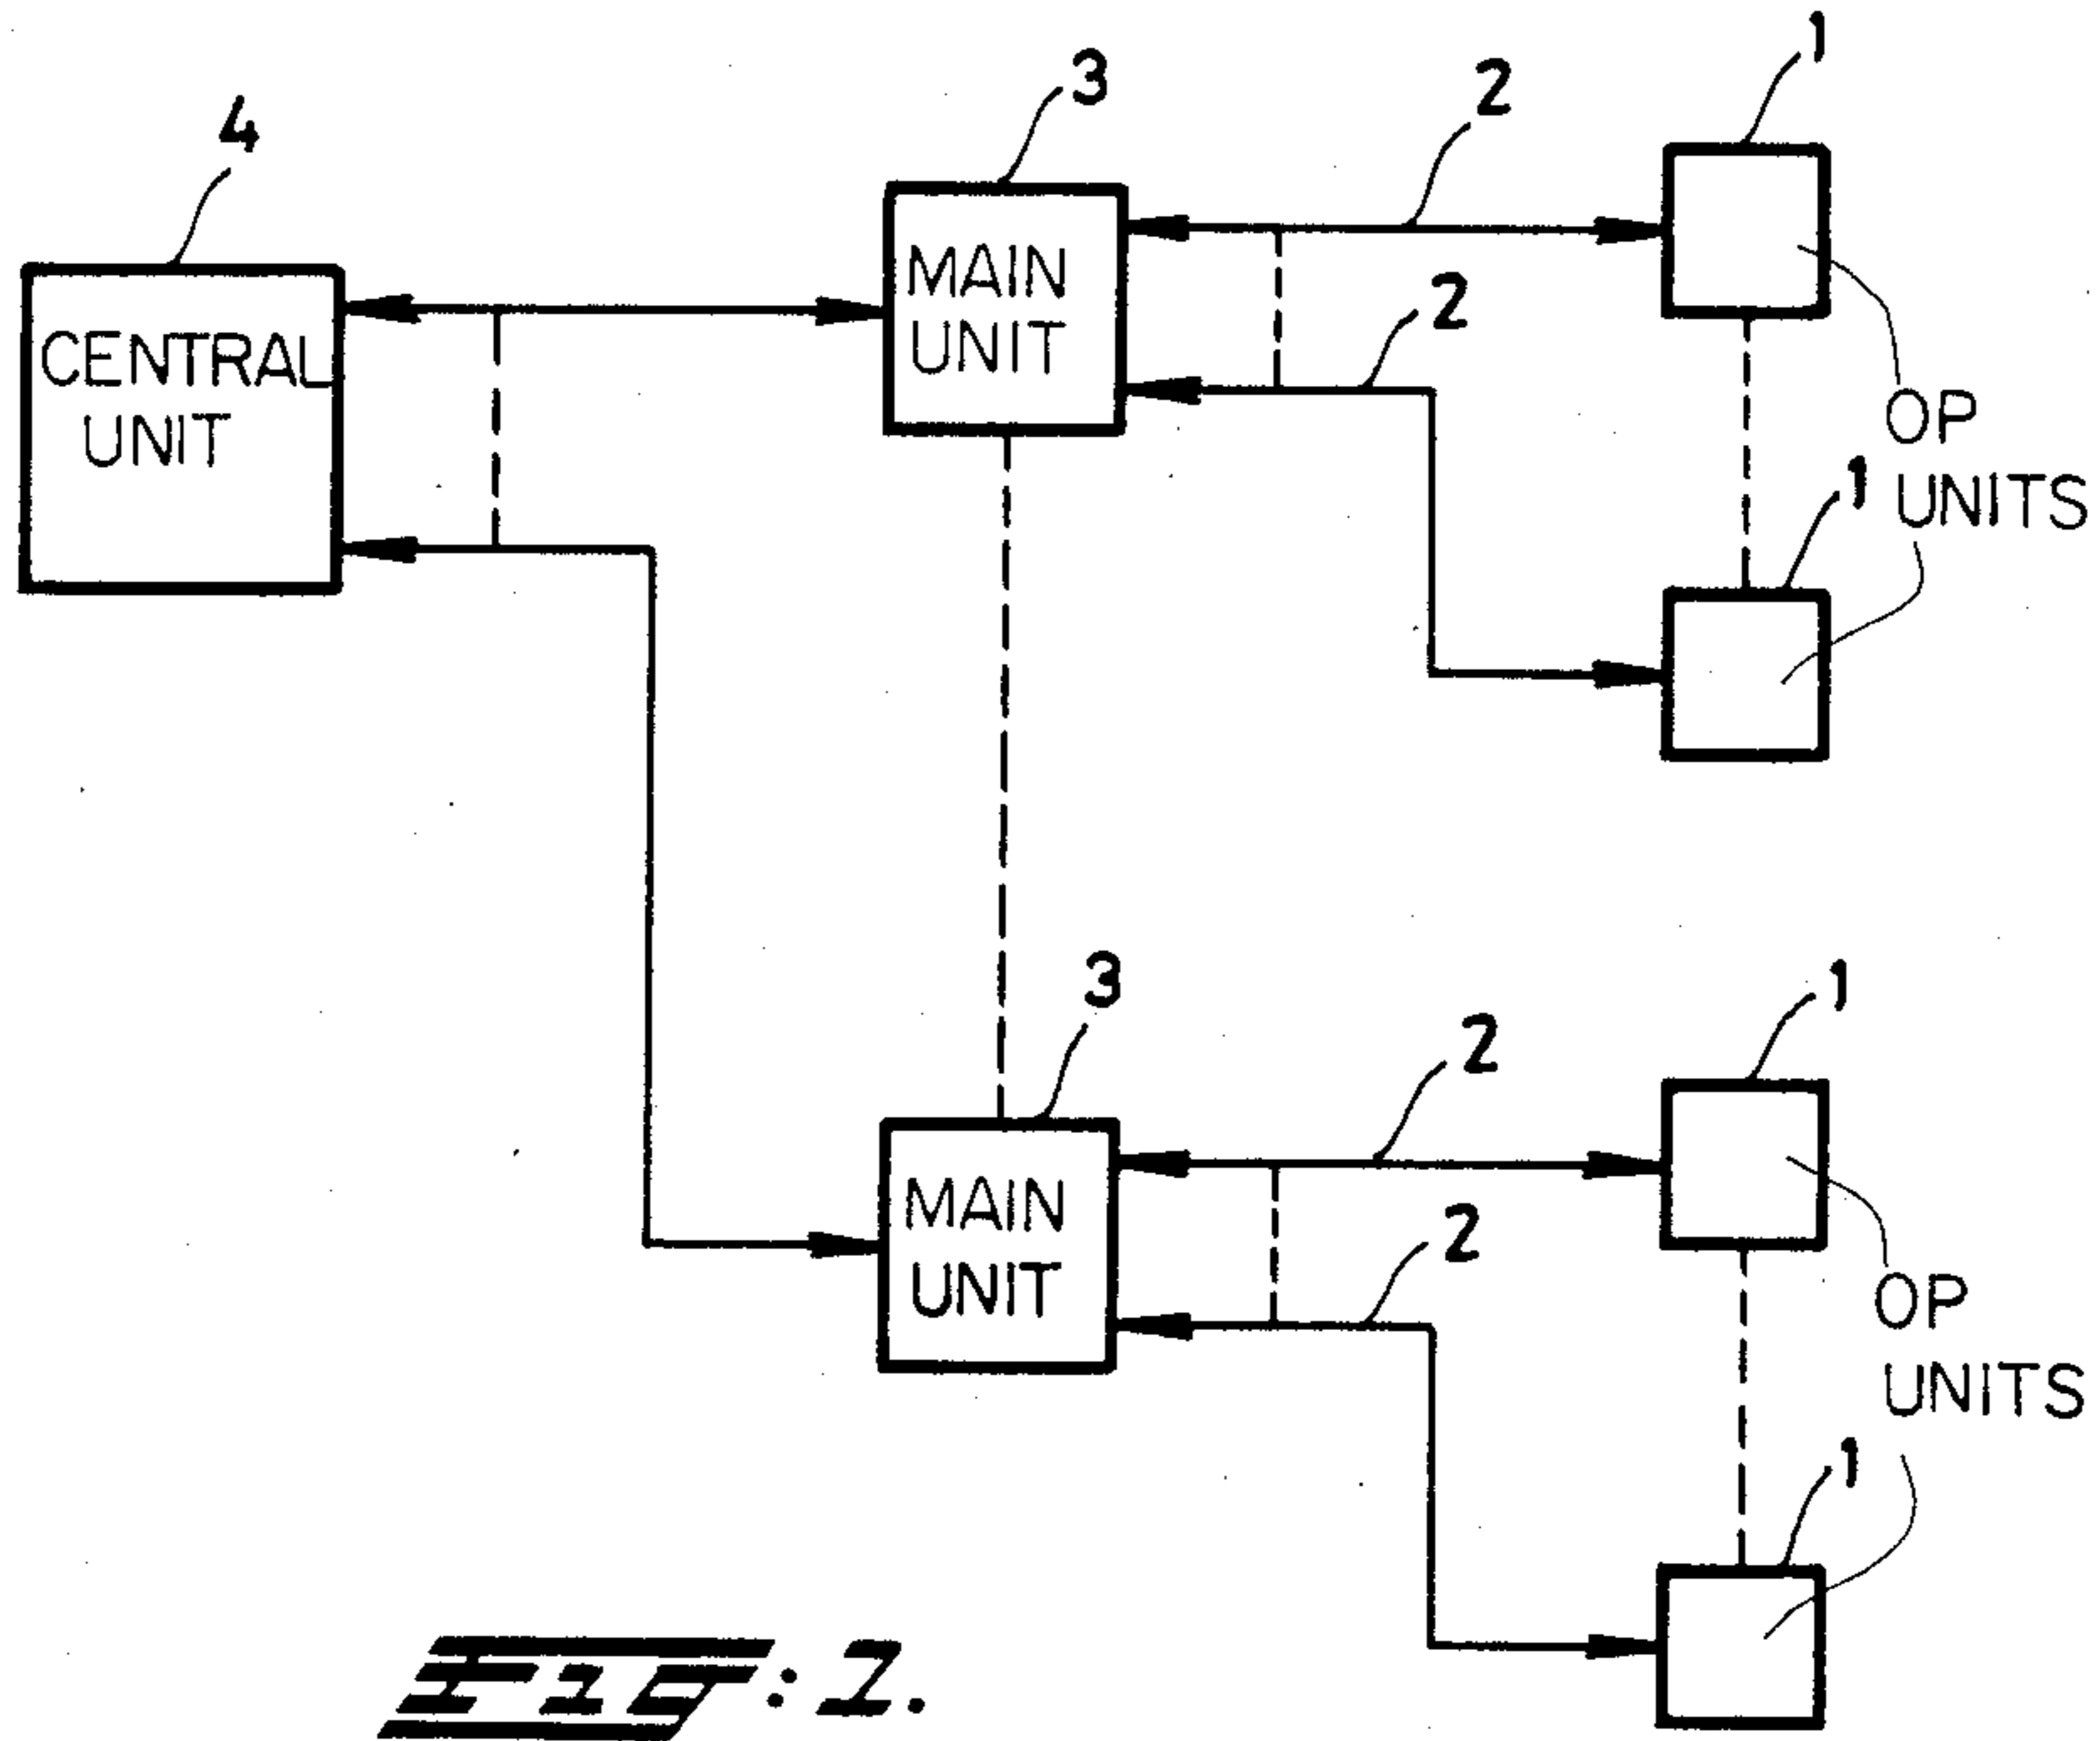 4
CENTRAL
UNIT
3
MAIN
UNIT
2
2
1
OP
UNITS
1
3
MAIN
UNIT
2
2
1
OP
UNITS
1
FIG: 1.